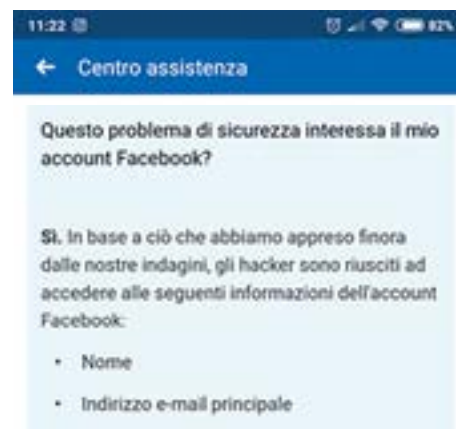 11:22 82%
← Centro assistenza
Questo problema di sicurezza interessa il mio
account Facebook?
Sì. In base a ciò che abbiamo appreso finora
dalle nostre indagini, gli hacker sono riusciti ad
accedere alle seguenti informazioni dell'account
Facebook:
• Nome
• Indirizzo e-mail principale